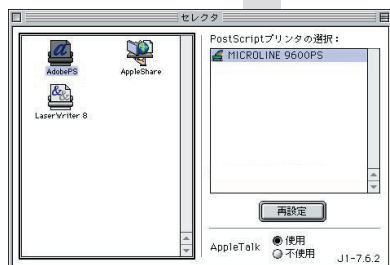 セレクタ
AdobePS
AppleShare
LaserWriter 8
PostScriptプリンタの選択：
MICROLINE 9600PS
再設定
AppleTalk
使用
不使用
J1-7.6.2